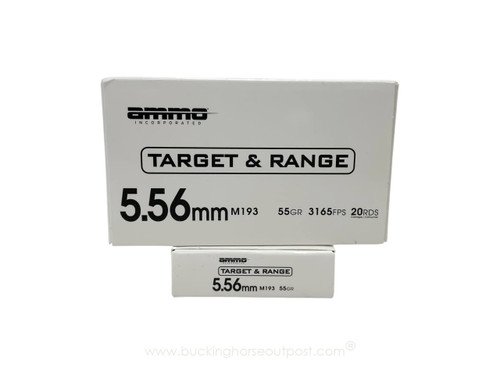 ammo
INCORPORATED
TARGET & RANGE
5.56mm M193 55GR 3165FPS 20RDS
ammo
TARGET & RANGE
5.56mm M193 55GR
www.buckinghorseoutpost.com®